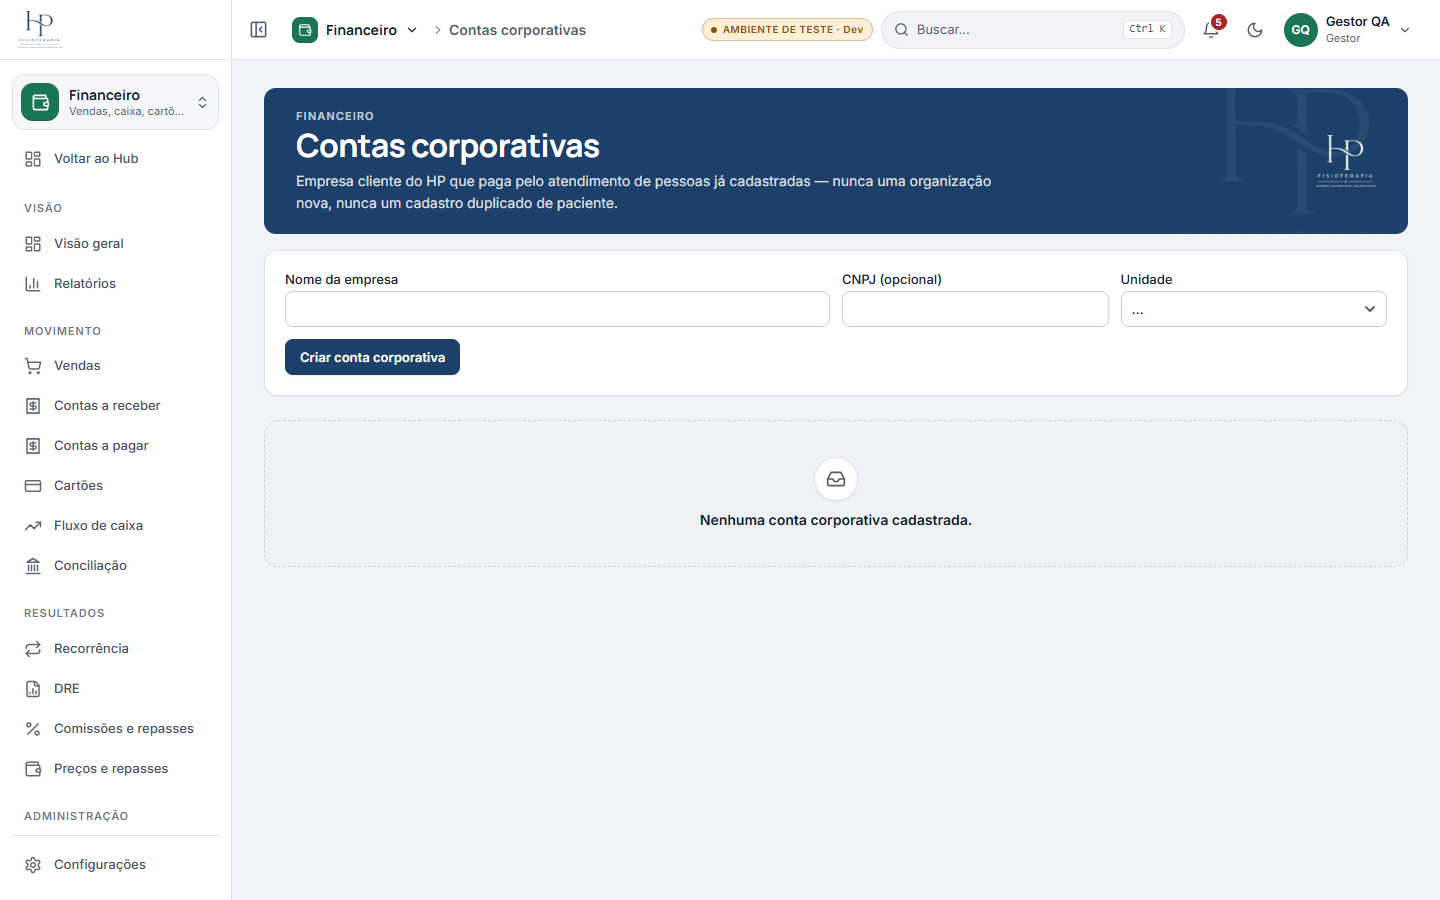 HP
FISIOTERAPIA
Financeiro
Contas corporativas
AMBIENTE DE TESTE · Dev
Buscar...
Ctrl K
5
GQ
Gestor QA
Gestor
Financeiro
Vendas, caixa, cartõ...
Voltar ao Hub
VISÃO
Visão geral
Relatórios
MOVIMENTO
Vendas
Contas a receber
Contas a pagar
Cartões
Fluxo de caixa
Conciliação
RESULTADOS
Recorrência
DRE
Comissões e repasses
Preços e repasses
ADMINISTRAÇÃO
Configurações
FINANCEIRO
Contas corporativas
Empresa cliente do HP que paga pelo atendimento de pessoas já cadastradas — nunca uma organização
nova, nunca um cadastro duplicado de paciente.
HP
FISIOTERAPIA
Nome da empresa
CNPJ (opcional)
Unidade
...
Criar conta corporativa
Nenhuma conta corporativa cadastrada.